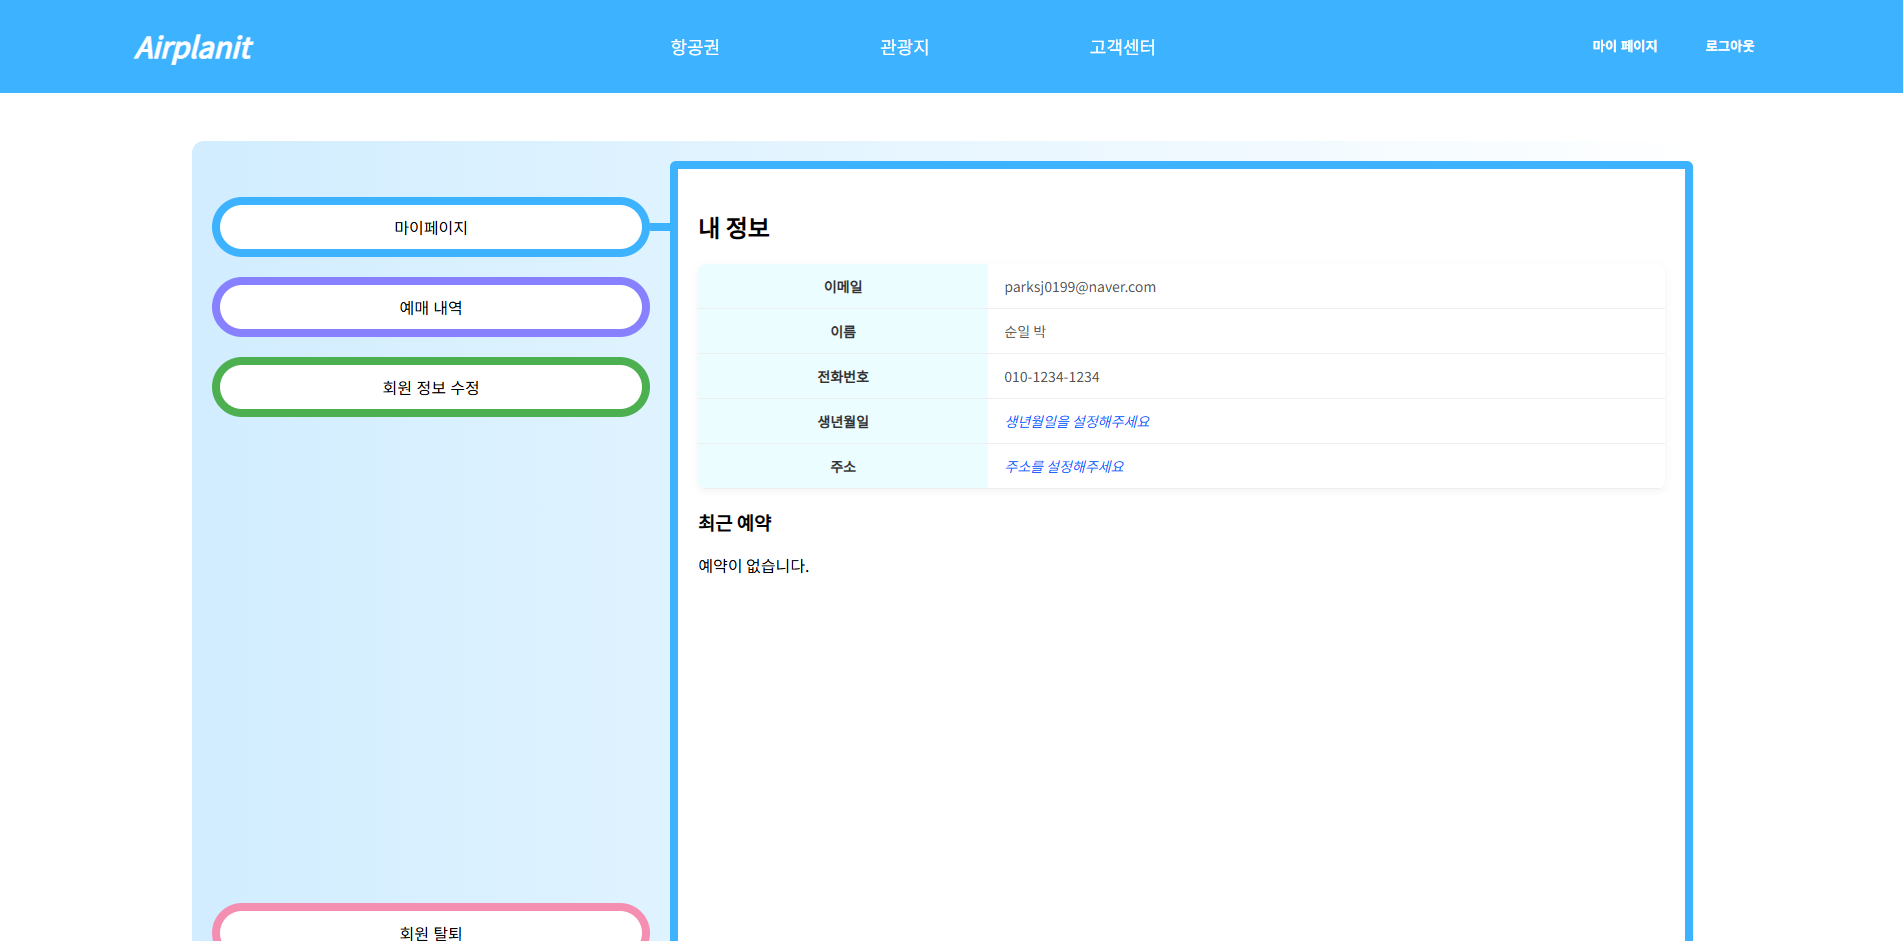 Airplanit
항공권
관광지
고객센터
마이 페이지
로그아웃
마이페이지
예매 내역
회원 정보 수정
회원 탈퇴
내 정보
이메일 parksj0199@naver.com
이름 순일 박
전화번호 010-1234-1234
생년월일 생년월일을 설정해주세요
주소 주소를 설정해주세요
최근 예약
예약이 없습니다.